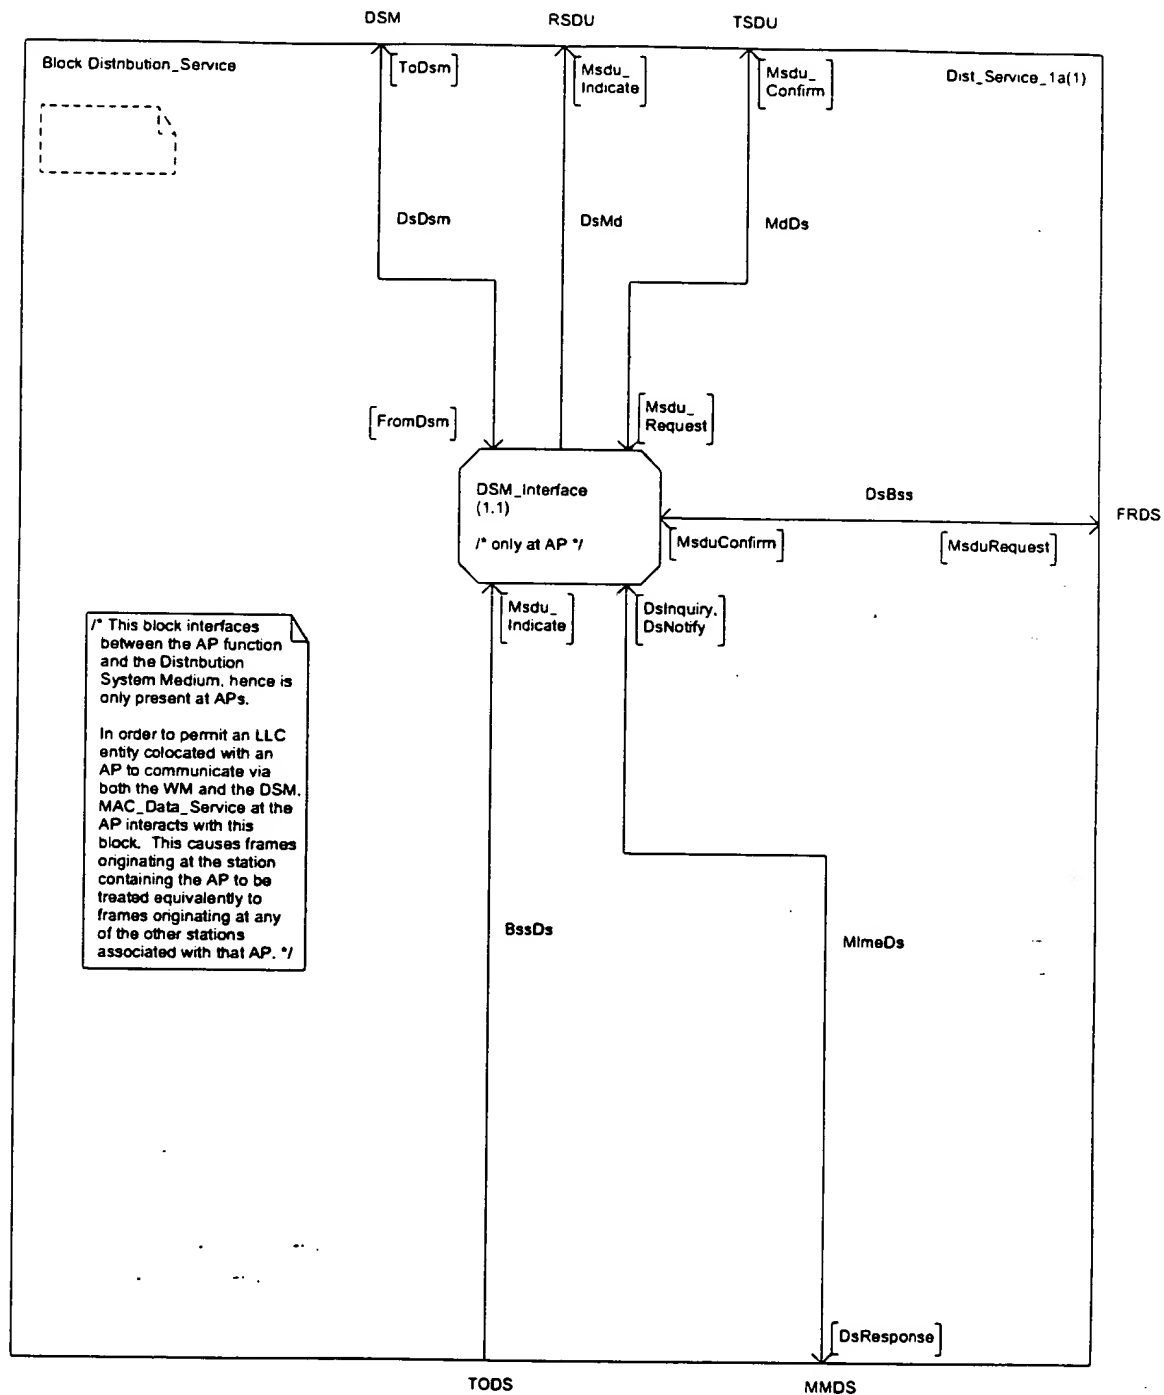 DSM
RSDU
TSDU
Block Distribution_Service
Dist_Service_1a(1)
ToDsm
Msdu_
Indicate
Msdu_
Confirm
DsDsm
DsMd
MdDs
FromDsm
Msdu_
Request
DSM_Interface
(1.1)
/* only at AP */
DsBss
FRDS
MsduConfirm
MsduRequest
Msdu_
Indicate
DsInquiry,
DsNotify
/* This block interfaces
between the AP function
and the Distribution
System Medium, hence is
only present at APs.
In order to permit an LLC
entity colocated with an
AP to communicate via
both the WM and the DSM,
MAC_Data_Service at the
AP interacts with this
block. This causes frames
originating at the station
containing the AP to be
treated equivalently to
frames originating at any
of the other stations
associated with that AP. */
BssDs
MlmeDs
DsResponse
TODS
MMDS